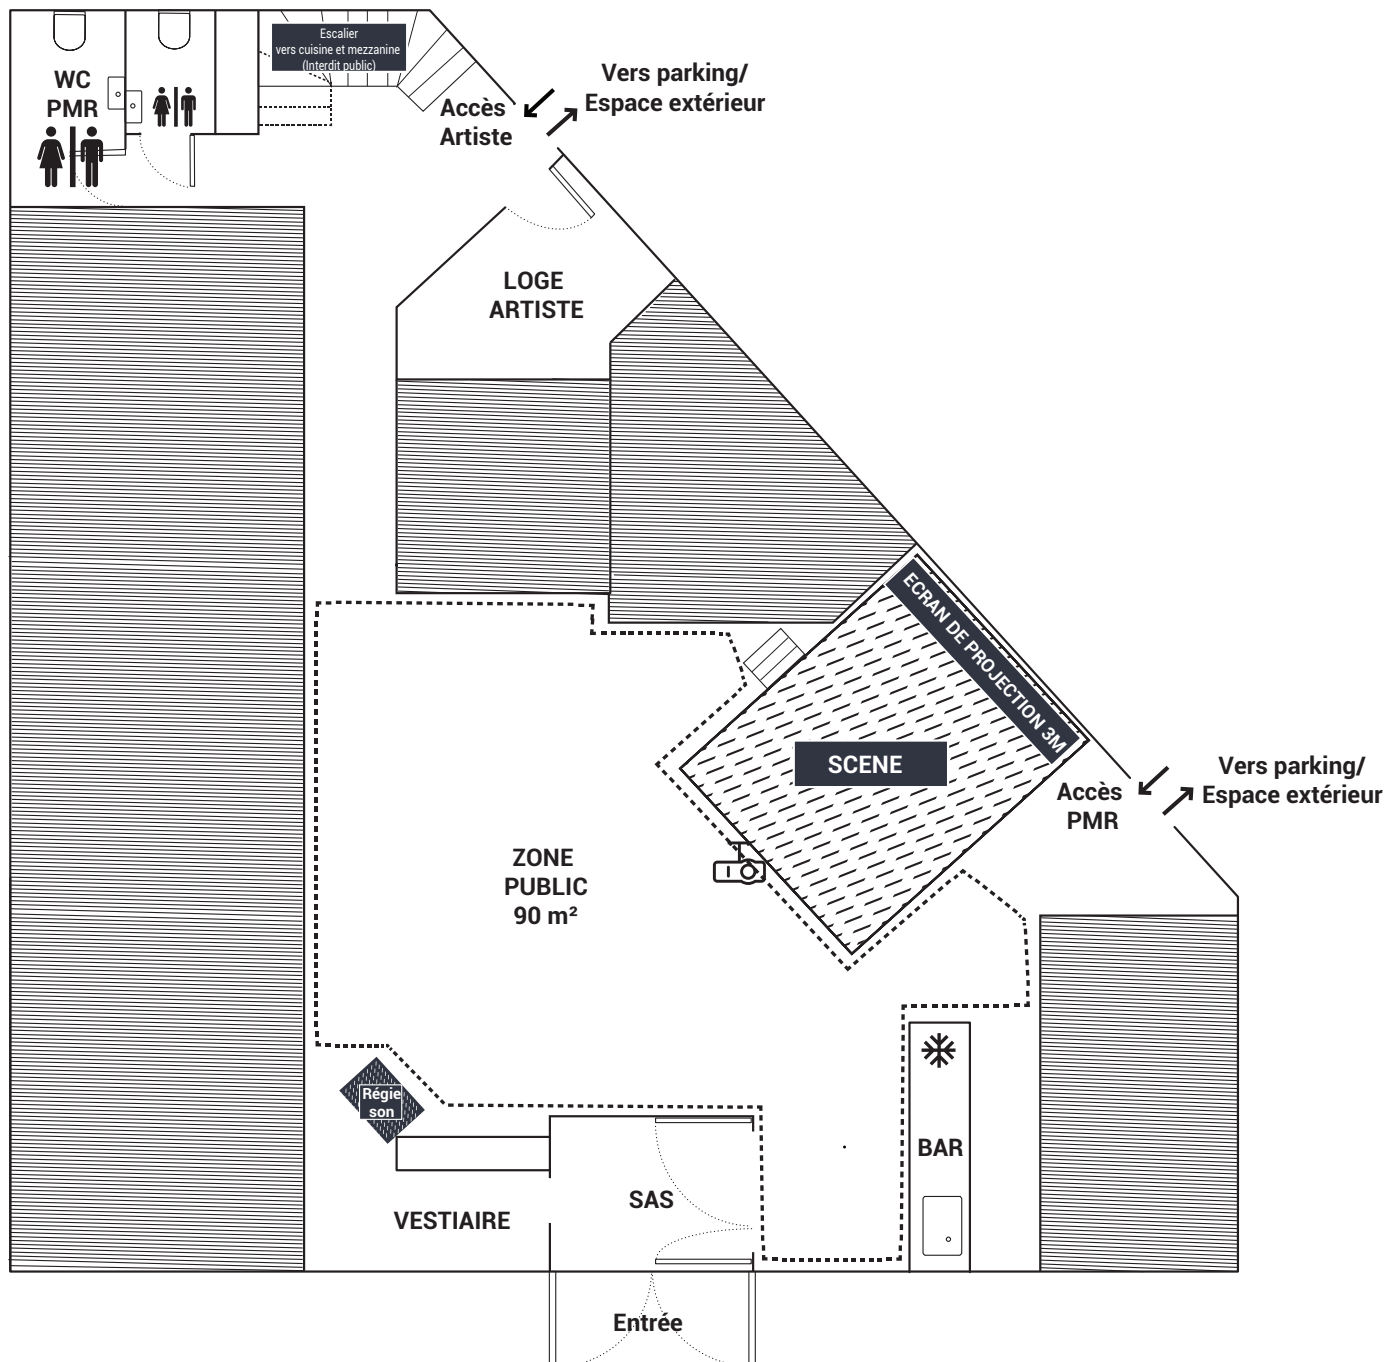 Escalier
vers cuisine et mezzanine
(Interdit public)
WC
PMR
Accès
Artiste
Vers parking/
Espace extérieur
LOGE
ARTISTE
ECRAN DE PROJECTION 3M
SCENE
Accès
PMR
Vers parking/
Espace extérieur
ZONE
PUBLIC
90 m²
Régie
son
BAR
VESTIAIRE
SAS
Entrée